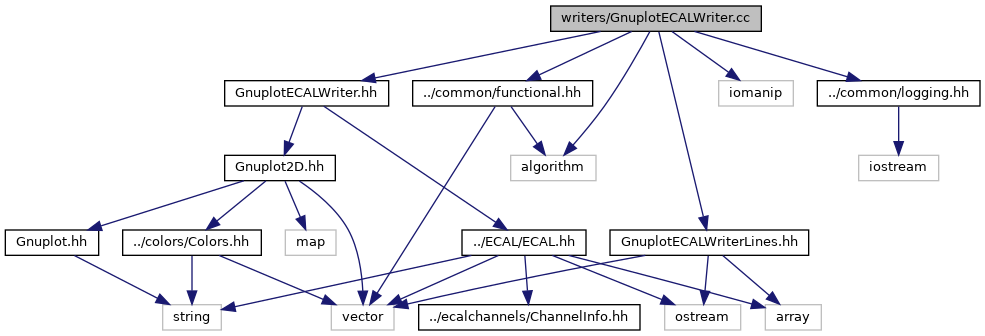 writers/GnuplotECALWriter.cc
GnuplotECALWriter.hh
../common/functional.hh
iomanip
../common/logging.hh
Gnuplot2D.hh
algorithm
iostream
Gnuplot.hh
../colors/Colors.hh
map
../ECAL/ECAL.hh
GnuplotECALWriterLines.hh
string
vector
../ecalchannels/ChannelInfo.hh
ostream
array